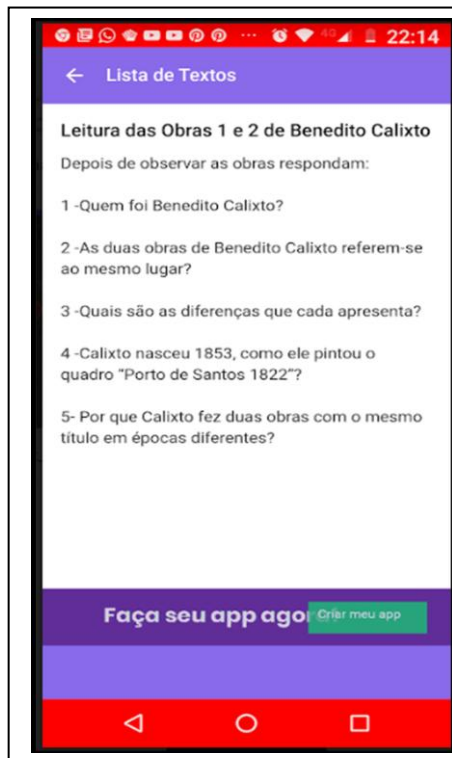 4G 22:14
Lista de Textos
Leitura das Obras 1 e 2 de Benedito Calixto
Depois de observar as obras respondam:
1 -Quem foi Benedito Calixto?
2 -As duas obras de Benedito Calixto referem-se
ao mesmo lugar?
3 -Quais são as diferenças que cada apresenta?
4 -Calixto nasceu 1853, como ele pintou o
quadro "Porto de Santos 1822"?
5- Por que Calixto fez duas obras com o mesmo
título em épocas diferentes?
Faça seu app agora!
Criar meu app